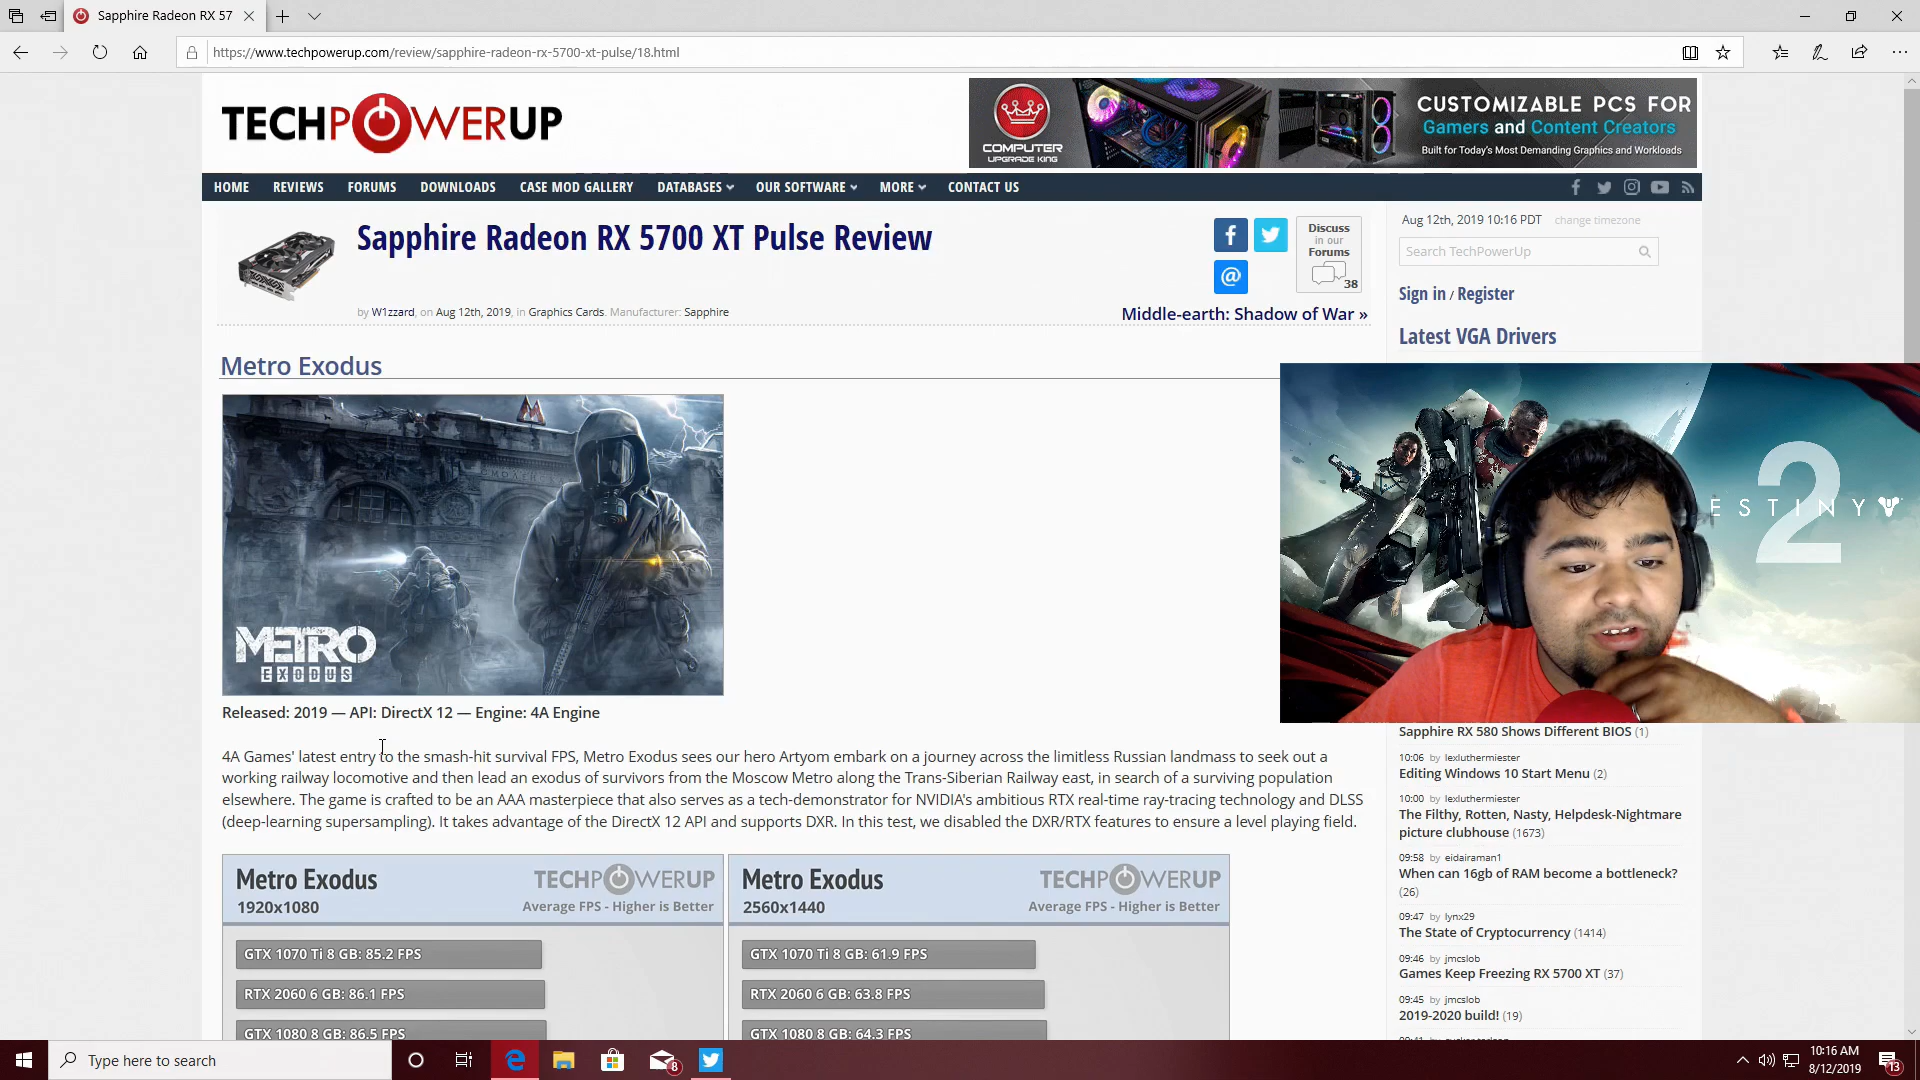 Sapphire Radeon RX 57
https://www.techpowerup.com/review/sapphire-radeon-rx-5700-xt-pulse/18.html
TECHPOWERUP
COMPUTER
UPGRADE KING
CUSTOMIZABLE PCS FOR
Gamers and Content Creators
Built for Today's Most Demanding Graphics and Workloads
HOME REVIEWS FORUMS DOWNLOADS CASE MOD GALLERY DATABASES OUR SOFTWARE MORE CONTACT US
Sapphire Radeon RX 5700 XT Pulse Review
Discuss
in our
Forums
38
by W1zzard, on Aug 12th, 2019, in Graphics Cards. Manufacturer: Sapphire
Middle-earth: Shadow of War »
Aug 12th, 2019 10:16 PDT change timezone
Search TechPowerUp
Sign in / Register
Latest VGA Drivers
Metro Exodus
METRO
EXODUS
Released: 2019 — API: DirectX 12 — Engine: 4A Engine
4A Games' latest entry to the smash-hit survival FPS, Metro Exodus sees our hero Artyom embark on a journey across the limitless Russian landmass to seek out a
working railway locomotive and then lead an exodus of survivors from the Moscow Metro along the Trans-Siberian Railway east, in search of a surviving population
elsewhere. The game is crafted to be an AAA masterpiece that also serves as a tech-demonstrator for NVIDIA's ambitious RTX real-time ray-tracing technology and DLSS
(deep-learning supersampling). It takes advantage of the DirectX 12 API and supports DXR. In this test, we disabled the DXR/RTX features to ensure a level playing field.
Metro Exodus
1920x1080
TECHPOWERUP
Average FPS - Higher is Better
GTX 1070 Ti 8 GB: 85.2 FPS
RTX 2060 6 GB: 86.1 FPS
GTX 1080 8 GB: 86.5 FPS
Metro Exodus
2560x1440
TECHPOWERUP
Average FPS - Higher is Better
GTX 1070 Ti 8 GB: 61.9 FPS
RTX 2060 6 GB: 63.8 FPS
GTX 1080 8 GB: 64.3 FPS
ESTINY
2
Sapphire RX 580 Shows Different BIOS (1)
10:06 by lexluthermiester
Editing Windows 10 Start Menu (2)
10:00 by lexluthermiester
The Filthy, Rotten, Nasty, Helpdesk-Nightmare
picture clubhouse (1673)
09:58 by eidairaman1
When can 16gb of RAM become a bottleneck?
(26)
09:47 by lynx29
The State of Cryptocurrency (1414)
09:46 by jmcslob
Games Keep Freezing RX 5700 XT (37)
09:45 by jmcslob
2019-2020 build! (19)
Type here to search
8
10:16 AM
8/12/2019
13